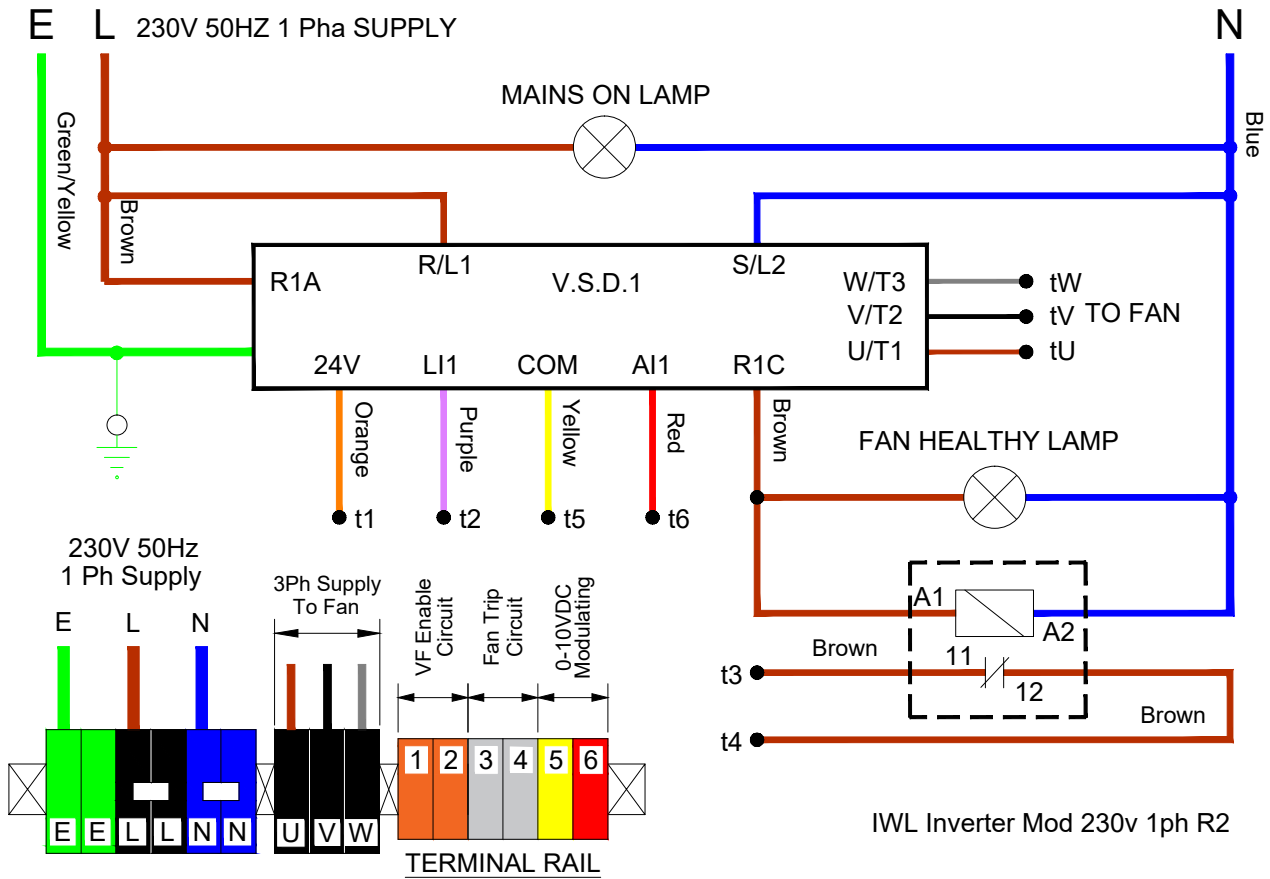 E L 230V 50HZ 1 Pha SUPPLY N
MAINS ON LAMP
Green/Yellow
Brown
Blue
R1A R/L1 V.S.D.1 S/L2
W/T3 tW
V/T2 tV TO FAN
U/T1 tU
24V LI1 COM AI1 R1C
Orange
Purple
Yellow
Red
Brown
t1 t2 t5 t6
FAN HEALTHY LAMP
A1
A2
Brown
t3 11
12
Brown
t4
230V 50Hz
1 Ph Supply
E L N
3Ph Supply
To Fan
VF Enable
Circuit
Fan Trip
Circuit
0-10VDC
Modulating
1 2 3 4 5 6
E E L L N N U V W
TERMINAL RAIL
IWL Inverter Mod 230v 1ph R2